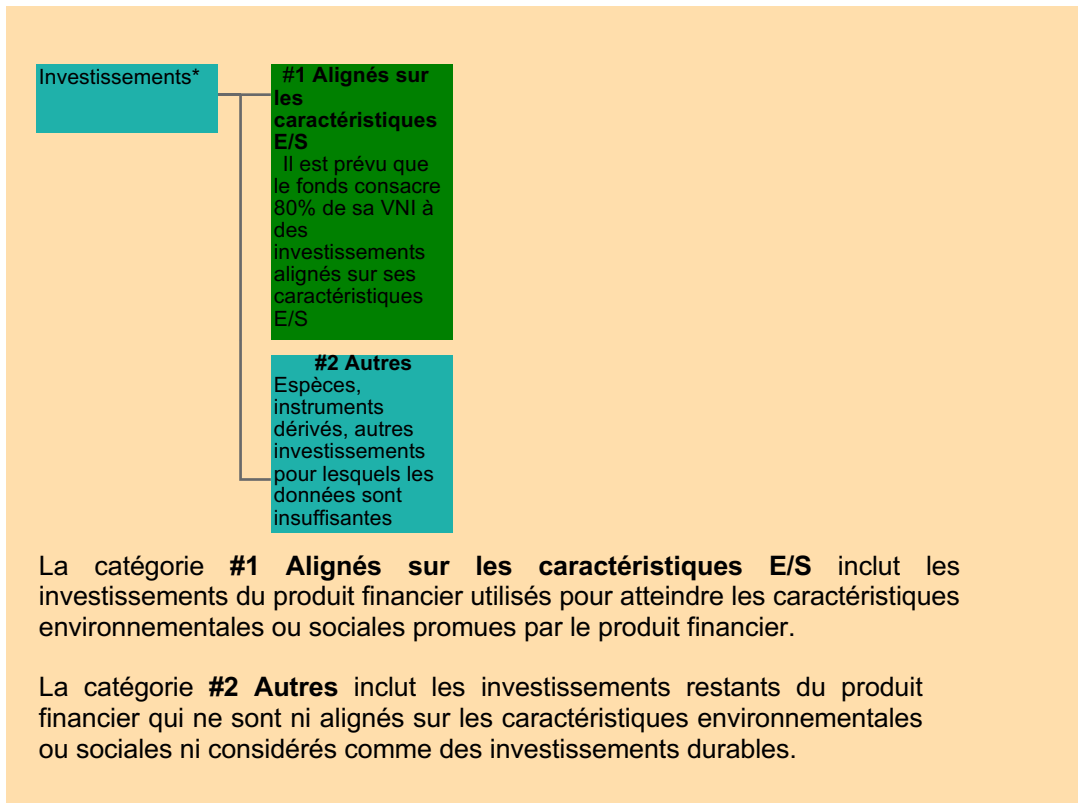 Investissements*
#1 Alignés sur
les
caractéristiques
E/S
Il est prévu que
le fonds consacre
80% de sa VNI à
des
investissements
alignés sur ses
caractéristiques
E/S
#2 Autres
Espèces,
instruments
dérivés, autres
investissements
pour lesquels les
données sont
insuffisantes
La catégorie #1 Alignés sur les caractéristiques E/S inclut les
investissements du produit financier utilisés pour atteindre les caractéristiques
environnementales ou sociales promues par le produit financier.
La catégorie #2 Autres inclut les investissements restants du produit
financier qui ne sont ni alignés sur les caractéristiques environnementales
ou sociales ni considérés comme des investissements durables.